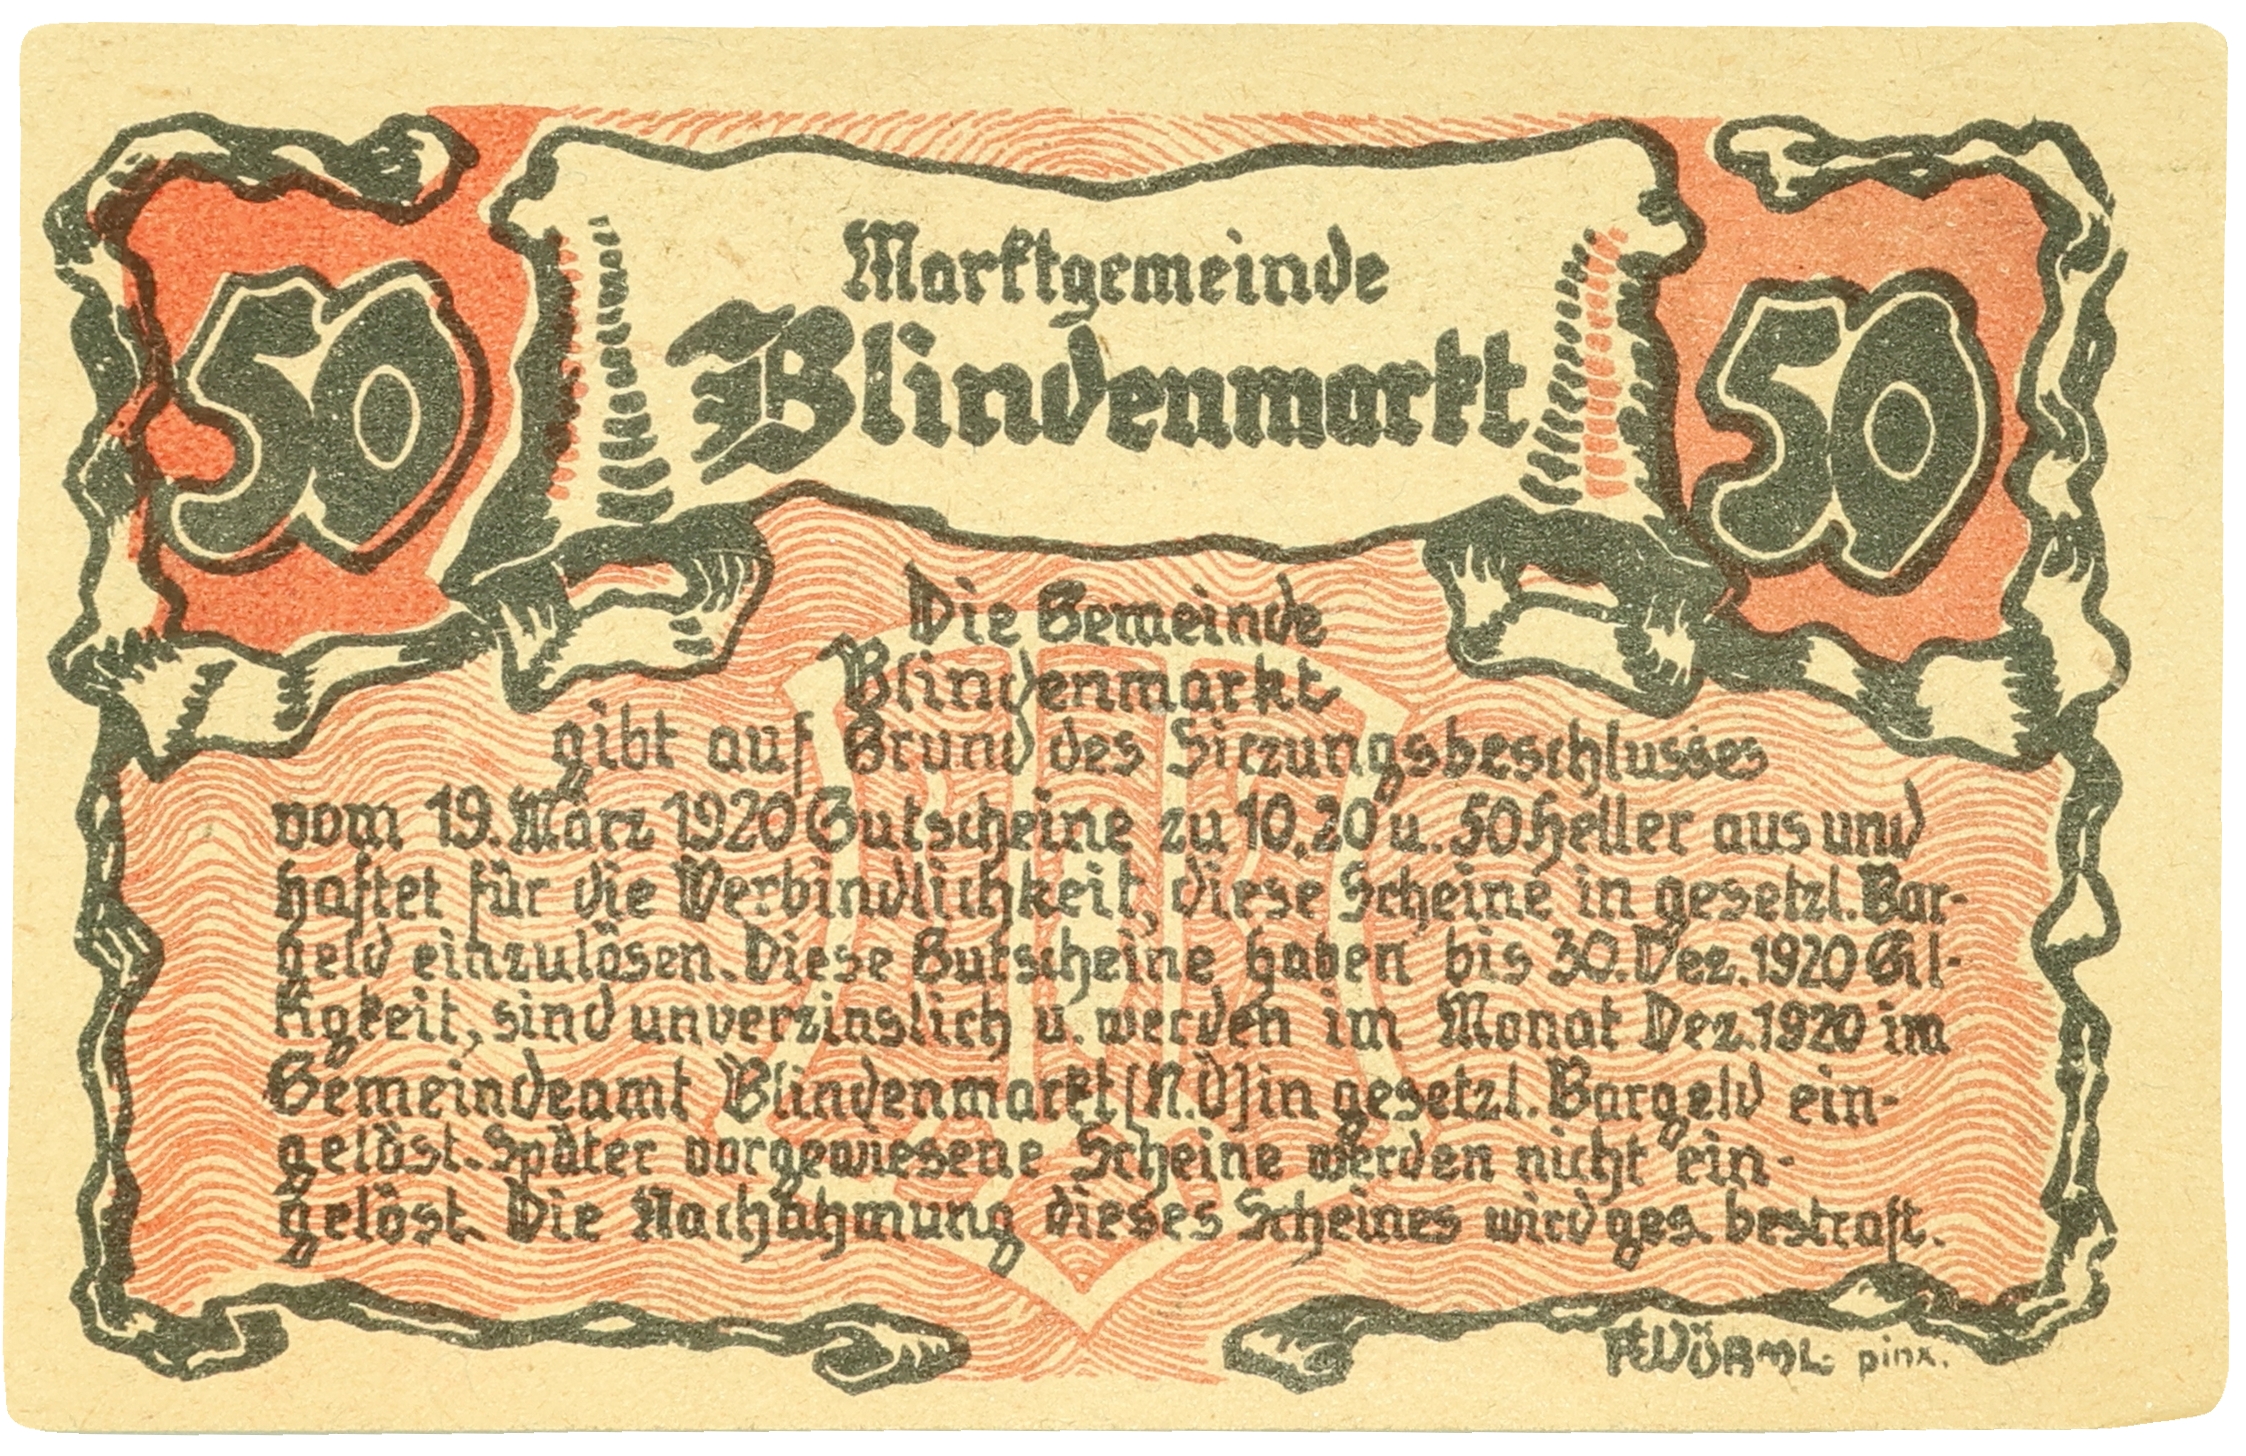 50
Marktgemeinde
Blindenmarkt
50
Die Gemeinde
Blindenmarkt
gibt auf Grund des Sitzungsbeschlusses
vom 19. März 1920 Gutscheine zu 10, 20 u. 50 Heller aus und
haftet für die Verbindlichkeit, diese Scheine in gesetzl. Bar-
geld einzulösen. Diese Gutscheine haben bis 30. Dez. 1920 Gil-
tigkeit, sind unverzinslich u. werden im Monat Dez. 1920 im
Gemeindeamt Blindenmarkt (N.Ö) in gesetzl. Bargeld ein-
gelöst. Später vorgewiesene Scheine werden nicht ein-
gelöst. Die Nachahmung dieses Scheines wird ges. bestraft.
pinx.